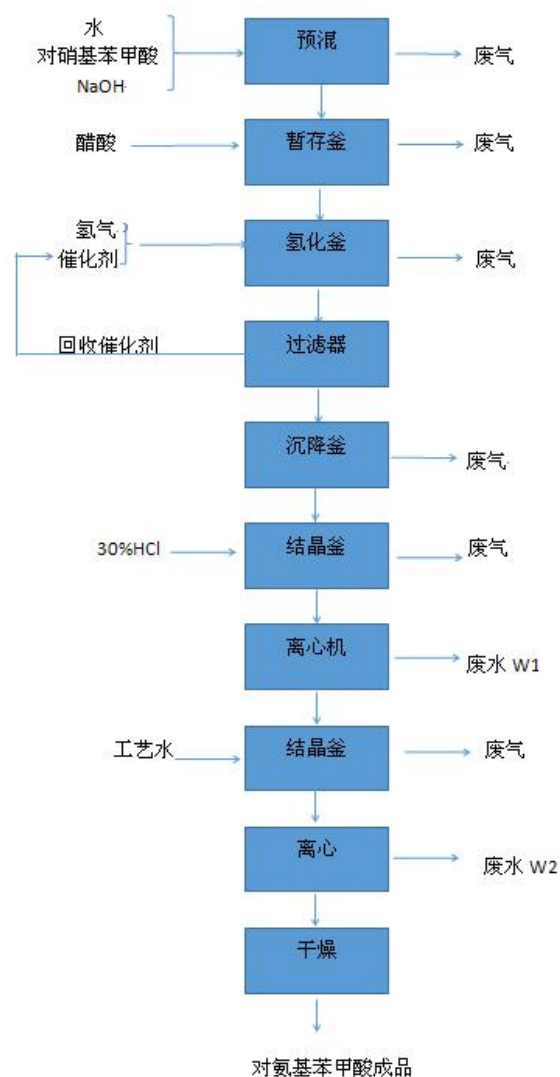 水
对硝基苯甲酸
NaOH
预混
废气
醋酸
暂存釜
废气
氢气
催化剂
氢化釜
废气
回收催化剂
过滤器
沉降釜
废气
30%HCl
结晶釜
废气
离心机
废水 W1
工艺水
结晶釜
废气
离心
废水 W2
干燥
对氨基苯甲酸成品